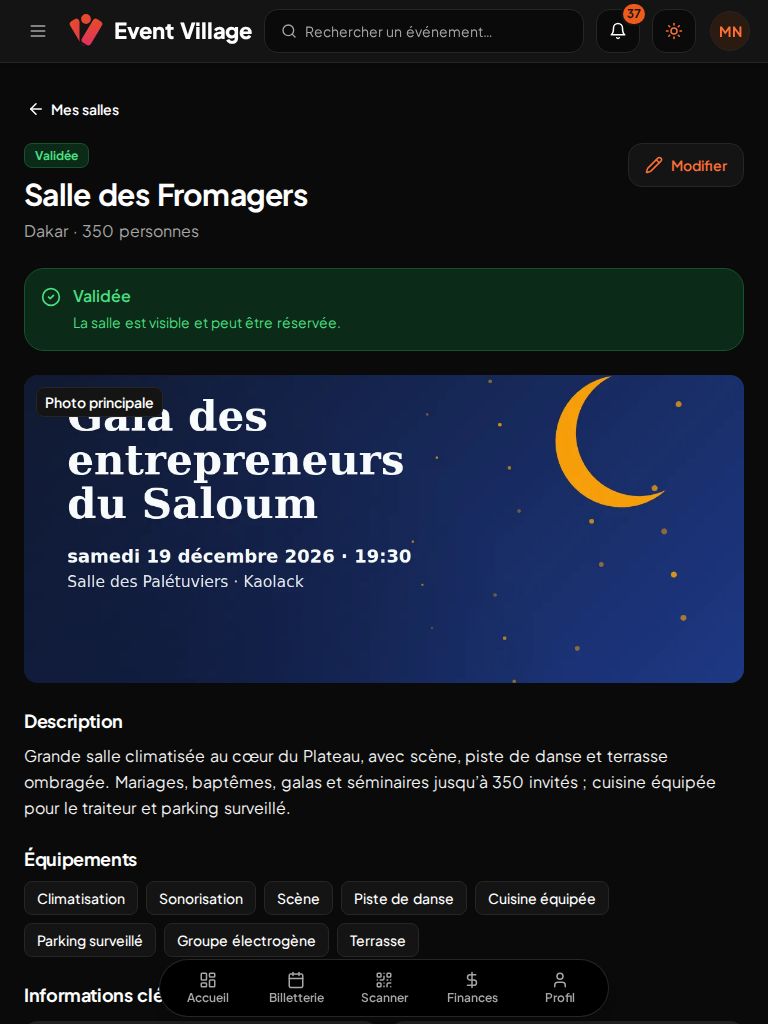 Event Village
Rechercher un événement...
37
MN
Mes salles
Validée
Modifier
Salle des Fromagers
Dakar · 350 personnes
Validée
La salle est visible et peut être réservée.
Photo principale
Gala des
entrepreneurs
du Saloum
samedi 19 décembre 2026 · 19:30
Salle des Palétuviers · Kaolack
Description
Grande salle climatisée au cœur du Plateau, avec scène, piste de danse et terrasse
ombragée. Mariages, baptêmes, galas et séminaires jusqu’à 350 invités ; cuisine équipée
pour le traiteur et parking surveillé.
Équipements
Climatisation
Sonorisation
Scène
Piste de danse
Cuisine équipée
Parking surveillé
Groupe électrogène
Terrasse
Informations clé
Accueil
Billetterie
Scanner
Finances
Profil